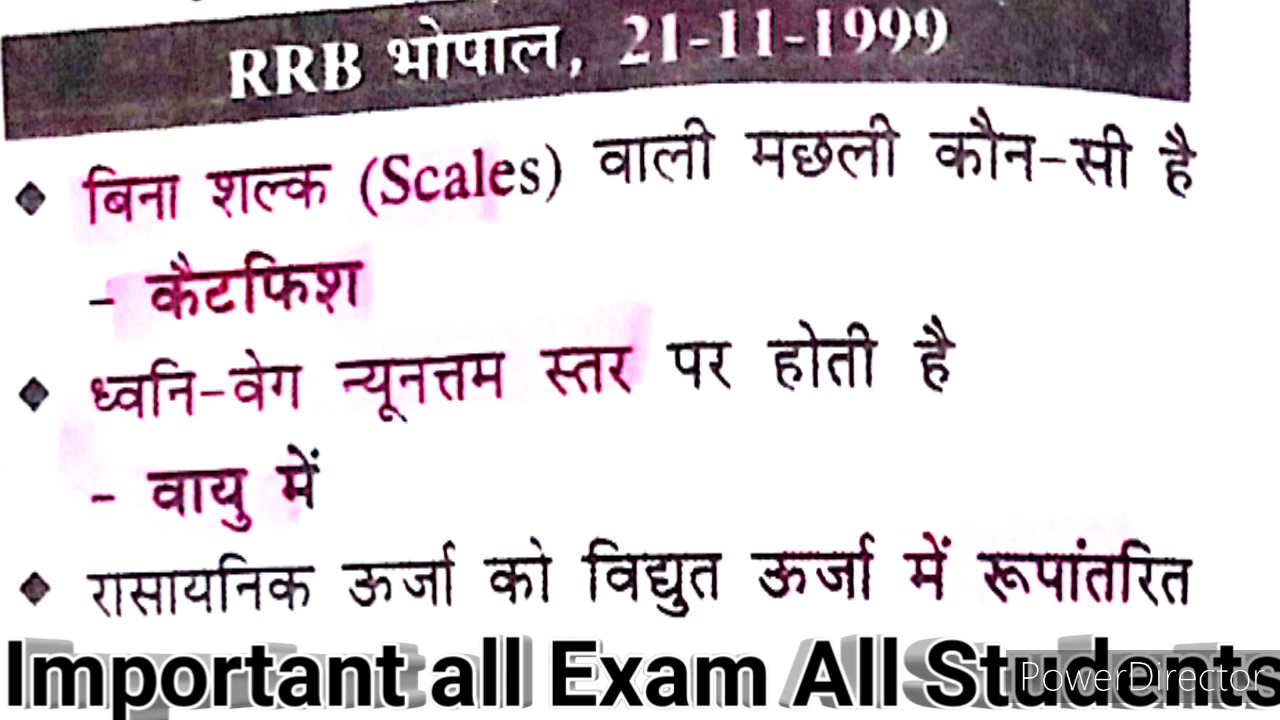 RRB भोपाल, 21-11-1999
◆ बिना शल्क (Scales) वाली मछली कौन-सी है
- कैटफिश
◆ ध्वनि-वेग न्यूनत्तम स्तर पर होती है
- वायु में
◆ रासायनिक ऊर्जा को विद्युत ऊर्जा में रूपांतरित
Important all Exam All Students
PowerDirector